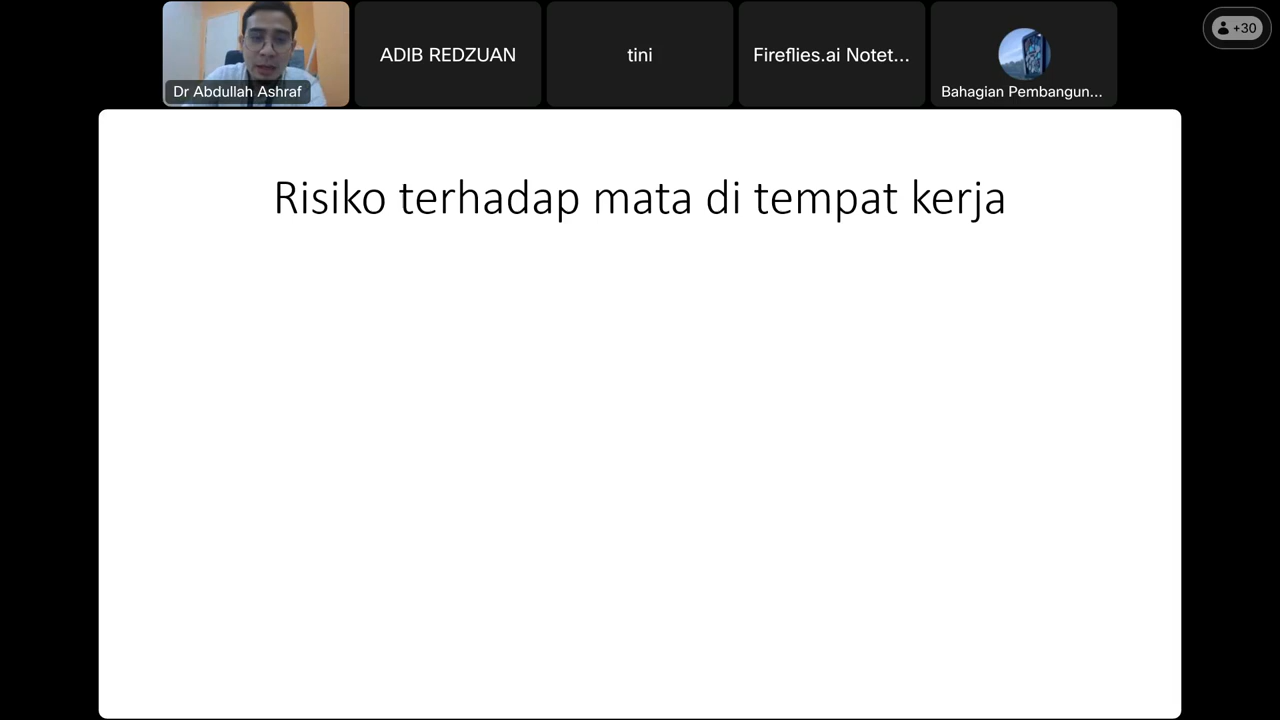 Dr Abdullah Ashraf
ADIB REDZUAN
tini
Fireflies.ai Notet...
Bahagian Pembangun...
+30
Risiko terhadap mata di tempat kerja